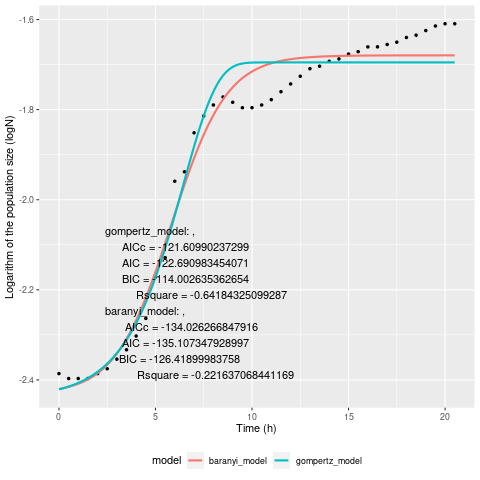 -1.6
-1.8
-2.0
-2.2
-2.4
Logarithm of the population size (logN)
gompertz_model: ,
AICc = -121.60990237299
AIC = -122.690983454071
BIC = -114.002635362654
Rsquare = -0.64184325099287
baranyi_model: ,
AICc = -134.026266847916
AIC = -135.107347928997
BIC = -126.41899983758
Rsquare = -0.221637068441169
0
5
10
15
20
Time (h)
model
baranyi_model
gompertz_model